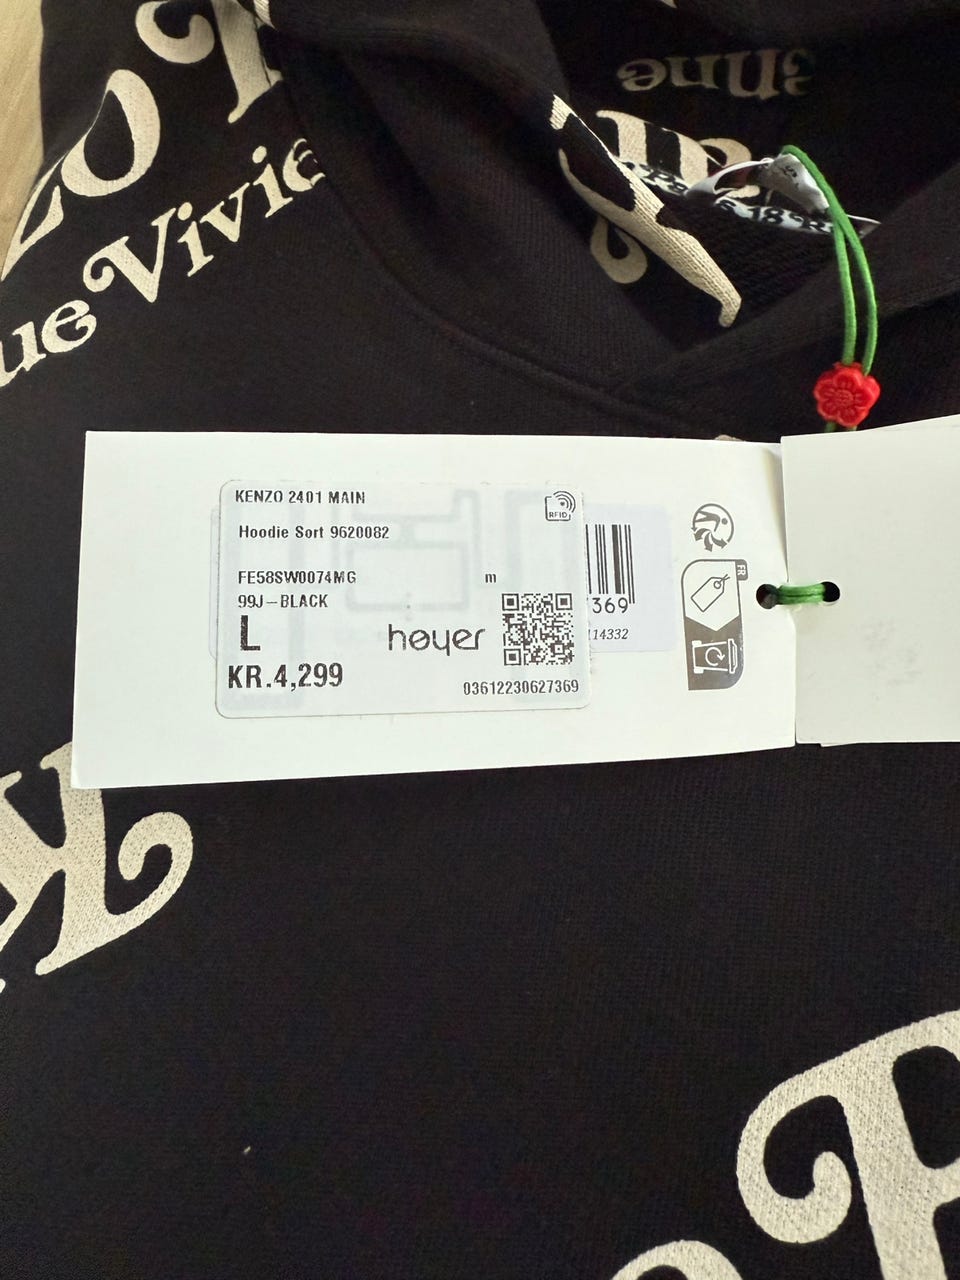 zo
ue Vivie
KENZO 2401 MAIN
RFID
Hoodie Sort 9620082
FE58SW0074MG m
99J-BLACK
L
høyer
KR.4,299
03612230627369
369
114332
FR